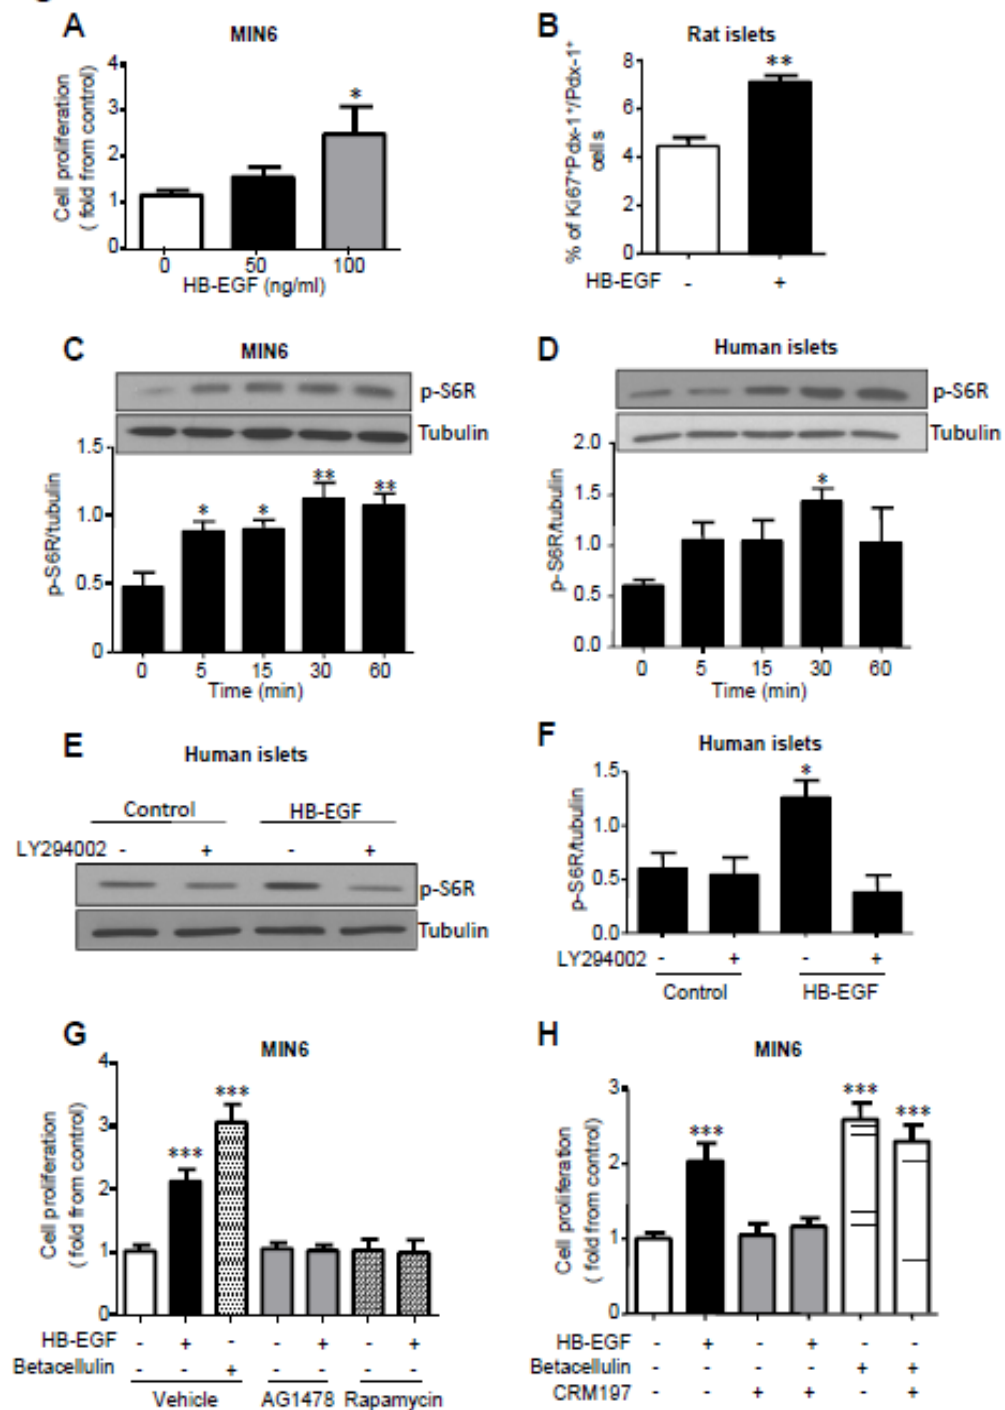 A
MIN6
Cell proliferation
( fold from control)
4
3
2
1
0
*
0 50 100
HB-EGF (ng/ml)
B
Rat islets
% of Ki67⁺Pdx-1⁺/Pdx-1⁺
cells
8
6
4
2
0
**
HB-EGF - +
C
MIN6
p-S6R
Tubulin
p-S6R/tubulin
1.5
1.0
0.5
0
* * ** **
0 5 15 30 60
Time (min)
D
Human islets
p-S6R
Tubulin
p-S6R/tubulin
2.0
1.5
1.0
0.5
0.0
*
0 5 15 30 60
Time (min)
E
Human islets
Control HB-EGF
LY294002 - + - +
p-S6R
Tubulin
F
Human islets
p-S6R/tubulin
1.5
1.0
0.5
0.0
*
LY294002 - + - +
Control HB-EGF
G
MIN6
Cell proliferation
( fold from control)
4
3
2
1
0
*** ***
HB-EGF - + - - + - +
Betacellulin - - + - - - -
Vehicle AG1478 Rapamycin
H
MIN6
Cell proliferation
( fold from control)
3
2
1
0
*** *** ***
HB-EGF - + - + - -
Betacellulin - - - - + +
CRM197 - - + + - +